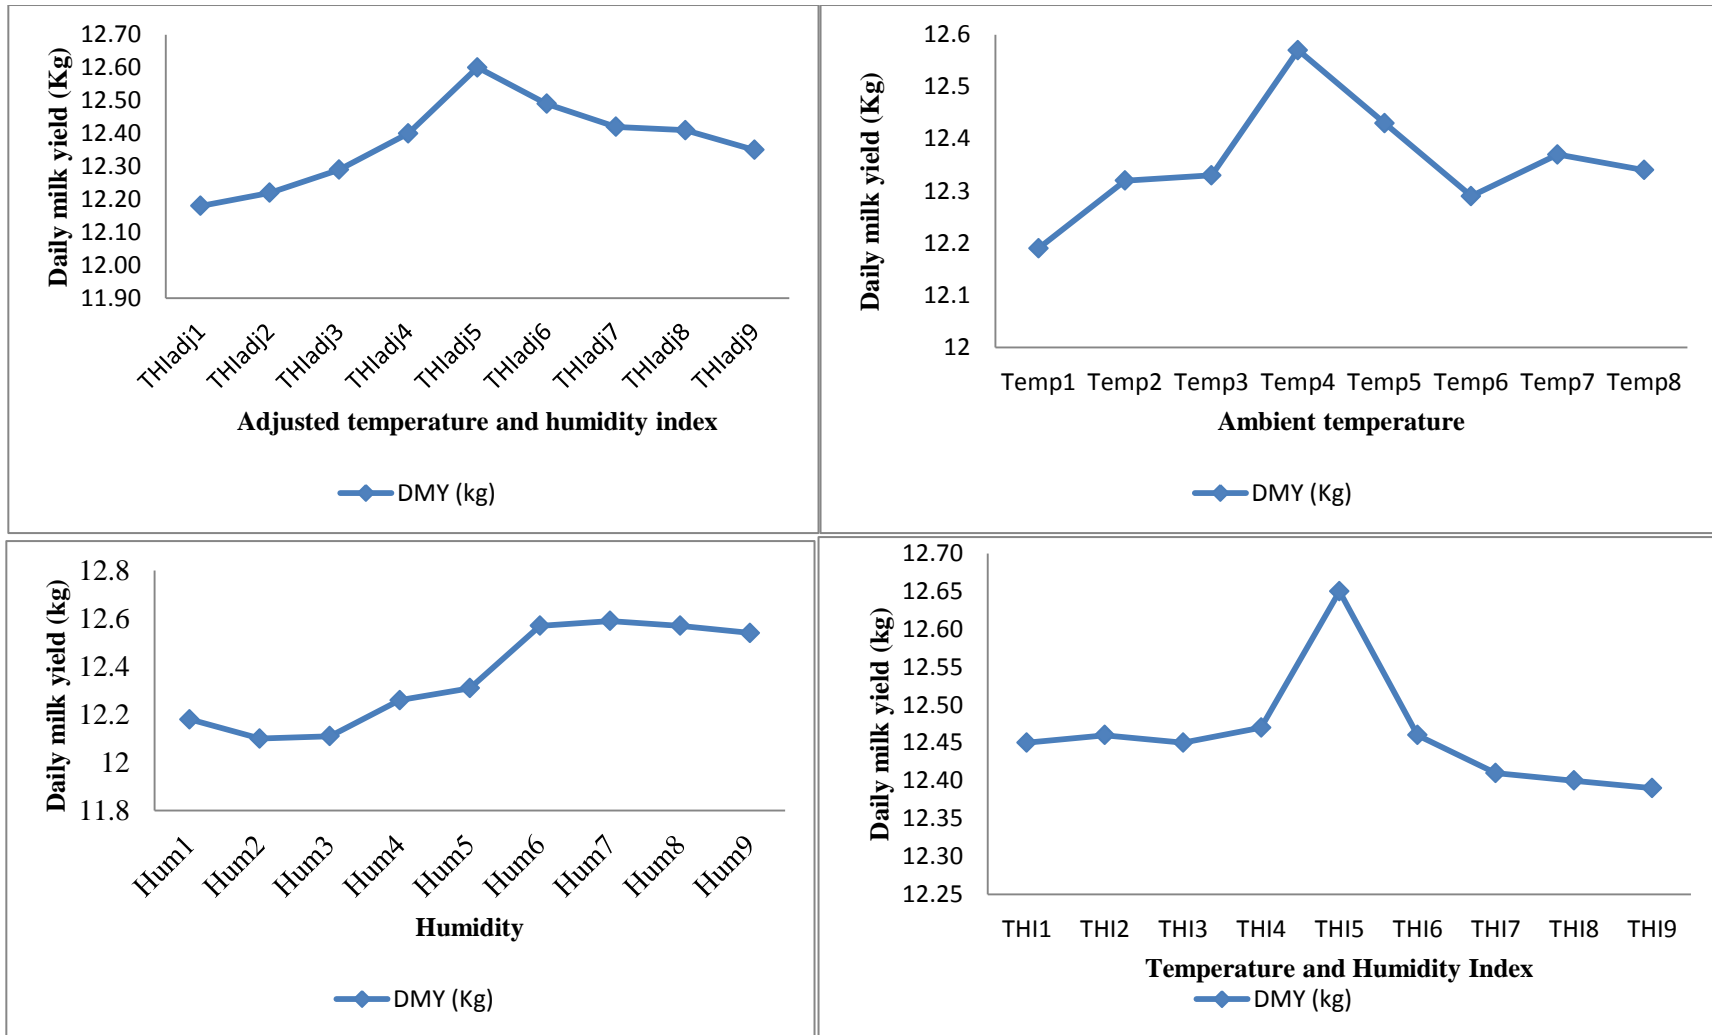 Daily milk yield (Kg)
12.70
12.60
12.50
12.40
12.30
12.20
12.10
12.00
11.90
THIadj1
THIadj2
THIadj3
THIadj4
THIadj5
THIadj6
THIadj7
THIadj8
THIadj9
Adjusted temperature and humidity index
DMY (kg)
Daily milk yield (Kg)
12.6
12.5
12.4
12.3
12.2
12.1
12
Temp1 Temp2 Temp3 Temp4 Temp5 Temp6 Temp7 Temp8
Ambient temperature
DMY (Kg)
Daily milk yield (kg)
12.8
12.6
12.4
12.2
12
11.8
Hum1
Hum2
Hum3
Hum4
Hum5
Hum6
Hum7
Hum8
Hum9
Humidity
DMY (Kg)
Daily milk yield (kg)
12.70
12.65
12.60
12.55
12.50
12.45
12.40
12.35
12.30
12.25
THI1 THI2 THI3 THI4 THI5 THI6 THI7 THI8 THI9
Temperature and Humidity Index
DMY (kg)